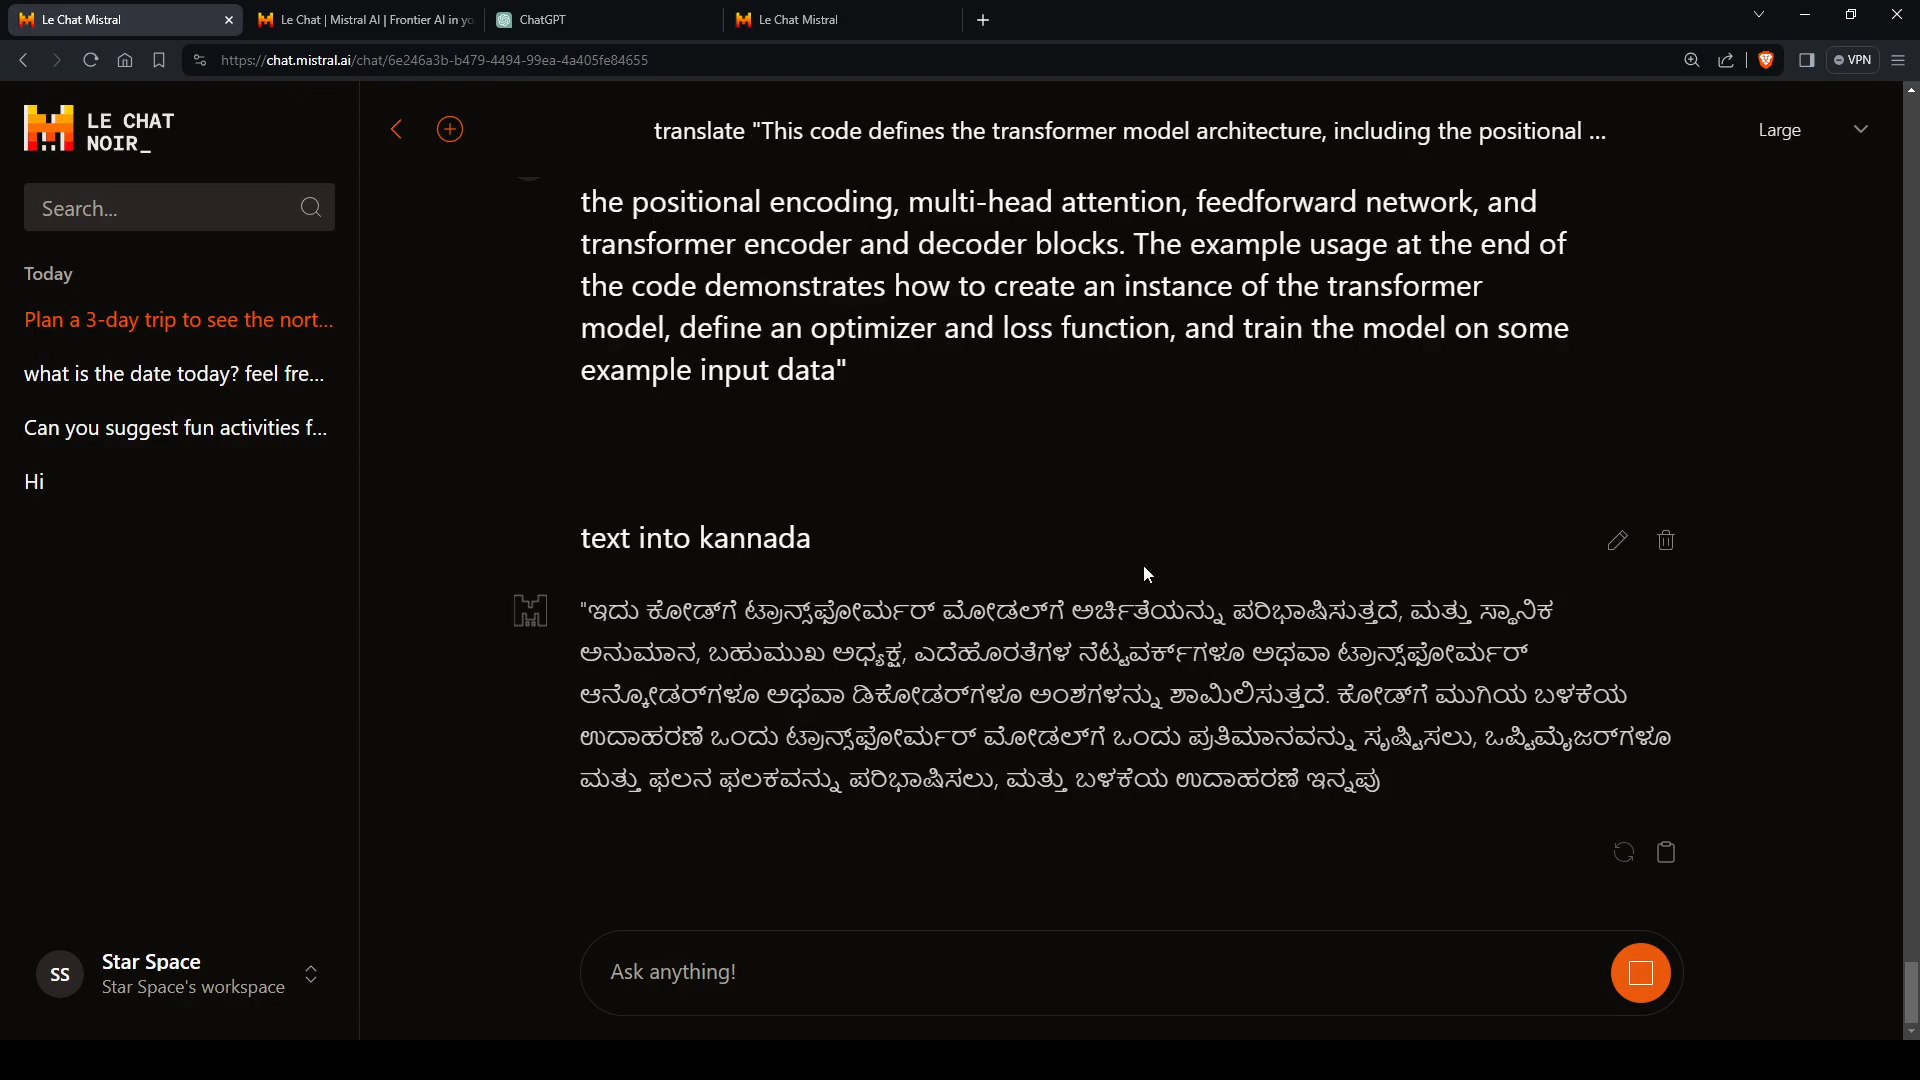 Le Chat Mistral
Le Chat | Mistral AI | Frontier AI in yo
ChatGPT
Le Chat Mistral
https://chat.mistral.ai/chat/6e246a3b-b479-4494-99ea-4a405fe84655
VPN
LE CHAT
NOIR_
Search...
Today
Plan a 3-day trip to see the nort...
what is the date today? feel fre...
Can you suggest fun activities f...
Hi
SS
Star Space
Star Space's workspace
translate "This code defines the transformer model architecture, including the positional ...
Large
the positional encoding, multi-head attention, feedforward network, and
transformer encoder and decoder blocks. The example usage at the end of
the code demonstrates how to create an instance of the transformer
model, define an optimizer and loss function, and train the model on some
example input data"
text into kannada
"ಇದು ಕೋಡ್‌ಗೆ ಟ್ರಾನ್ಸ್‌ಫೋರ್ಮರ್ ಮೋಡಲ್‌ಗೆ ಅರ್ಚಿತೆಯನ್ನು ಪರಿಭಾಷಿಸುತ್ತದೆ, ಮತ್ತು ಸ್ಥಾನಿಕ
ಅನುಮಾನ, ಬಹುಮುಖ ಅಧ್ಯಕ್ಷ, ಎದೆಹೊರತೆಗಳ ನೆಟ್ಟವರ್ಕ್‌ಗಳೂ ಅಥವಾ ಟ್ರಾನ್ಸ್‌ಫೋರ್ಮರ್
ಆನ್ಕೋಡರ್‌ಗಳೂ ಅಥವಾ ಡಿಕೋಡರ್‌ಗಳೂ ಅಂಶಗಳನ್ನು ಶಾಮಿಲಿಸುತ್ತದೆ. ಕೋಡ್‌ಗೆ ಮುಗಿಯ ಬಳಕೆಯ
ಉದಾಹರಣೆ ಒಂದು ಟ್ರಾನ್ಸ್‌ಫೋರ್ಮರ್ ಮೋಡಲ್‌ಗೆ ಒಂದು ಪ್ರತಿಮಾನವನ್ನು ಸೃಷ್ಟಿಸಲು, ಒಪ್ಟಿಮೈಜರ್‌ಗಳೂ
ಮತ್ತು ಫಲನ ಫಲಕವನ್ನು ಪರಿಭಾಷಿಸಲು, ಮತ್ತು ಬಳಕೆಯ ಉದಾಹರಣೆ ಇನ್ನಪು
Ask anything!